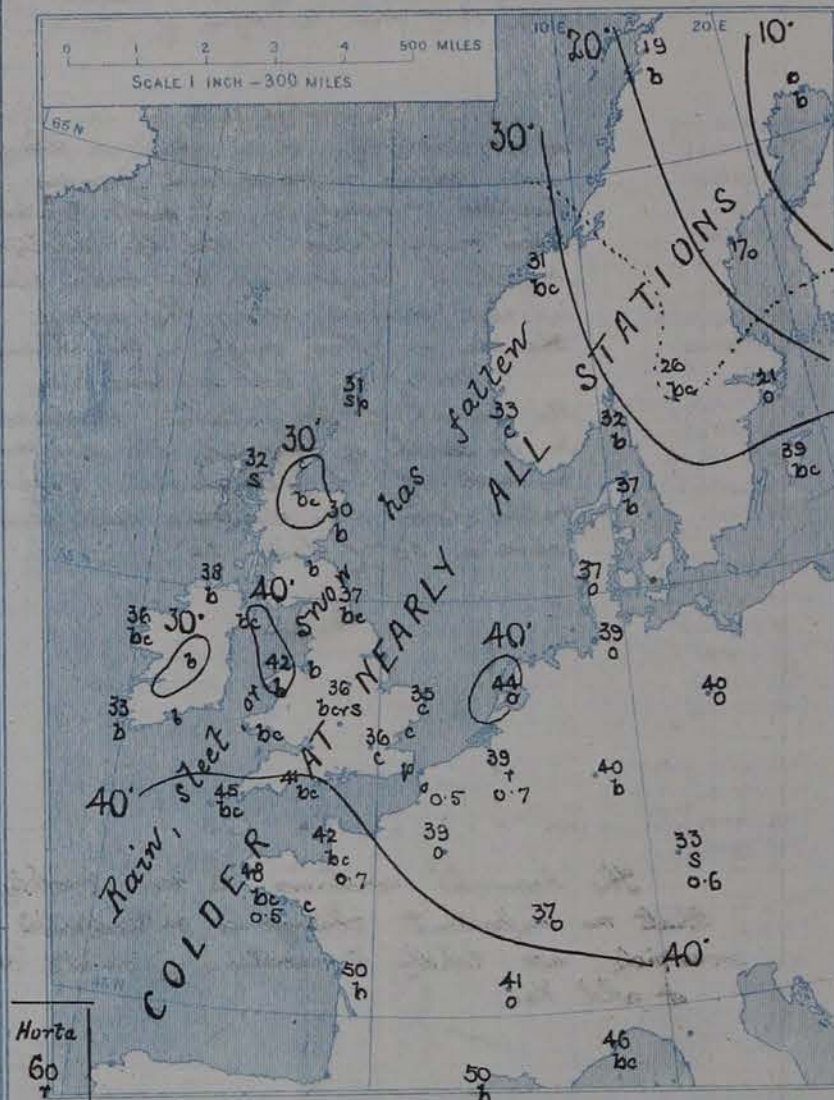 0 1 2 3 4 500 MILES
SCALE 1 INCH – 300 MILES
10 E
20 E
20°
19
b
10°
b
65 N
30°
31
bc
STATIONS
26
bc
21
o
31
sp
33
c
32
b
39
bc
30°
32
s
bc
30
b
37
b
b
38
b
40°
37
bc
37
o
36
bc
30°
bc
b
39
o
42
b
b
40°
44
o
40
o
36
bcrs
35
c
33
b
b
bc
36
c
c
39
r
0.7
40
b
40°
45
bc
41
bc
p
0.5
42
bc
0.7
39
o
33
s
0.6
48
bc
0.5
c
37
o
40°
45 N
50
b
41
o
46
bc
50
b
Rain, sleet or snow has fallen
AT NEARLY ALL STATIONS
COLDER
Horta
60
r